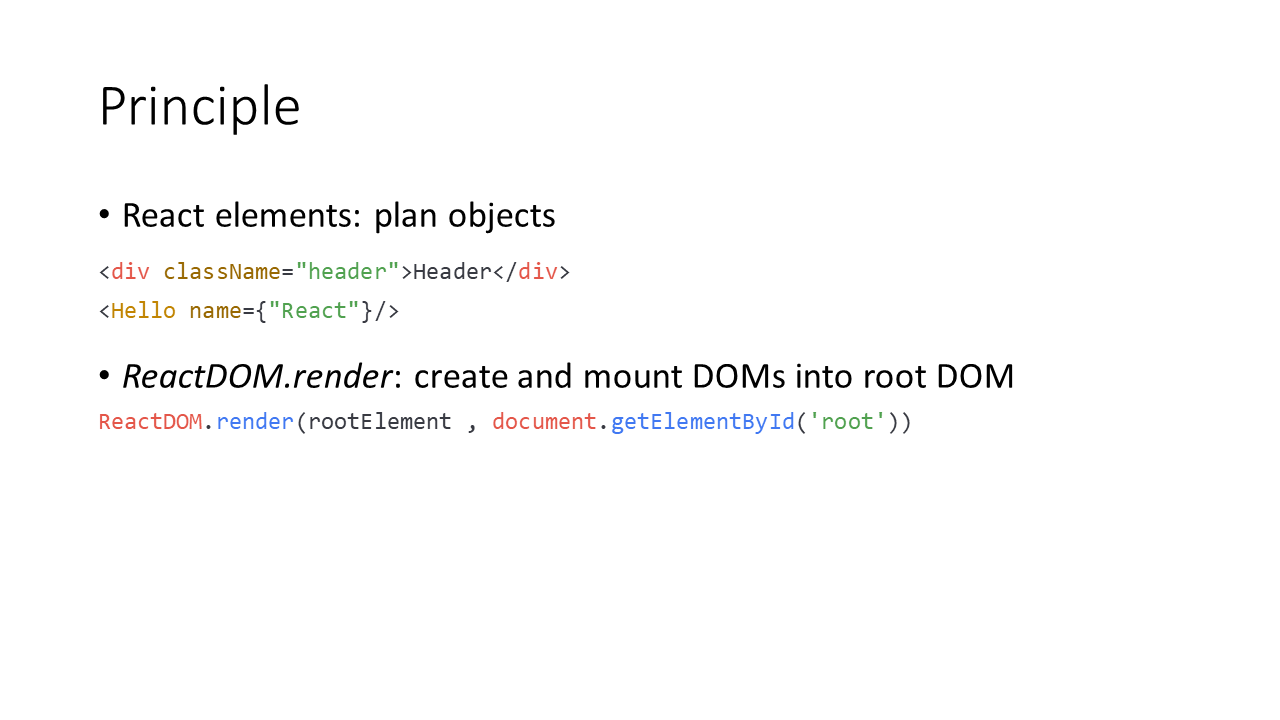 Principle
• React elements: plan objects
<div className="header">Header</div>
<Hello name={"React"}/>
• ReactDOM.render: create and mount DOMs into root DOM
ReactDOM.render(rootElement , document.getElementById('root'))